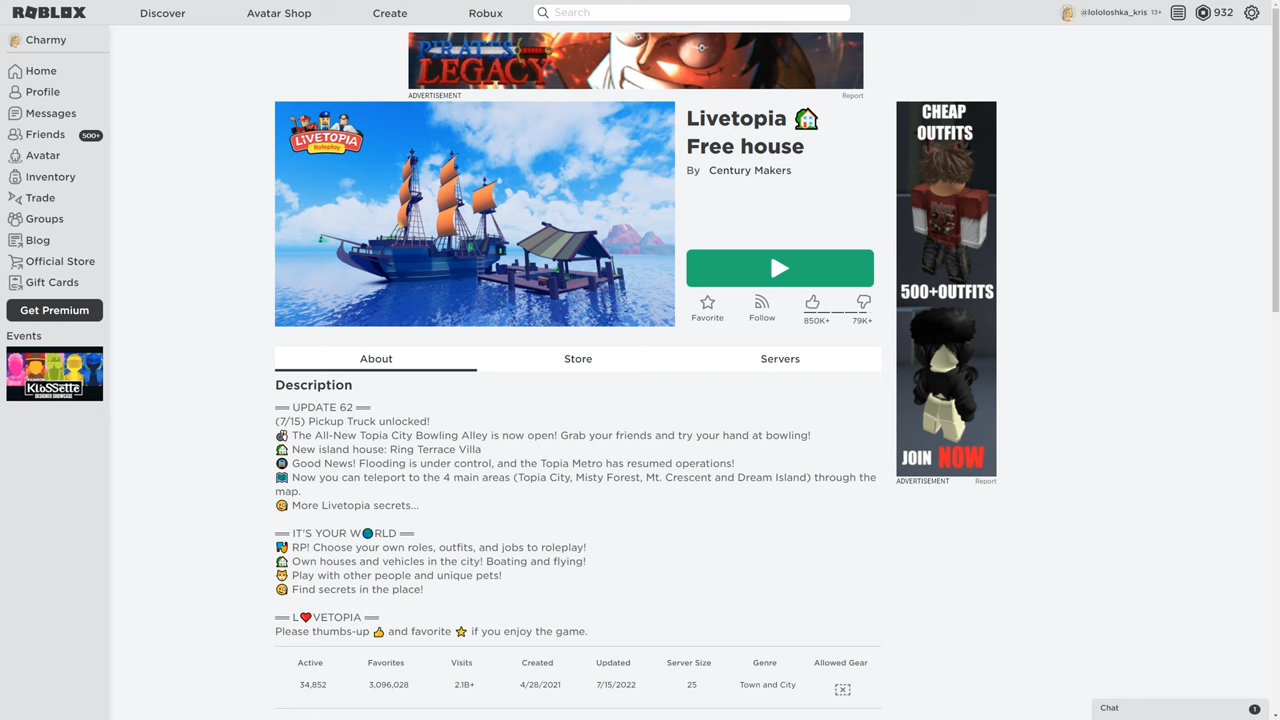 ROBLOX
Discover
Avatar Shop
Create
Robux
Search
@lololoshka_kris 13+
932
Charmy
Home
Profile
Messages
Friends 500+
Avatar
Inventory
Trade
Groups
Blog
Official Store
Gift Cards
Get Premium
Events
KLOSSETTE
DESIGNER SHOWCASE
PIRATE'S
LEGACY
ADVERTISEMENT
Report
LIVETOPIA
Roleplay
Livetopia 🏡
Free house
By Century Makers
Favorite
Follow
850K+
79K+
CHEAP
OUTFITS
500+OUTFITS
JOIN NOW
ADVERTISEMENT
Report
About
Store
Servers
Description
══ UPDATE 62 ══
(7/15) Pickup Truck unlocked!
🎳 The All-New Topia City Bowling Alley is now open! Grab your friends and try your hand at bowling!
🏡 New island house: Ring Terrace Villa
🚇 Good News! Flooding is under control, and the Topia Metro has resumed operations!
🗺 Now you can teleport to the 4 main areas (Topia City, Misty Forest, Mt. Crescent and Dream Island) through the
map.
😋 More Livetopia secrets...
══ IT'S YOUR W🌎RLD ══
🎭 RP! Choose your own roles, outfits, and jobs to roleplay!
🏡 Own houses and vehicles in the city! Boating and flying!
🐱 Play with other people and unique pets!
😋 Find secrets in the place!
══ L❤VETOPIA ══
Please thumbs-up 👍 and favorite ⭐ if you enjoy the game.
Active
Favorites
Visits
Created
Updated
Server Size
Genre
Allowed Gear
34,852
3,096,028
2.1B+
4/28/2021
7/15/2022
25
Town and City
Chat
1